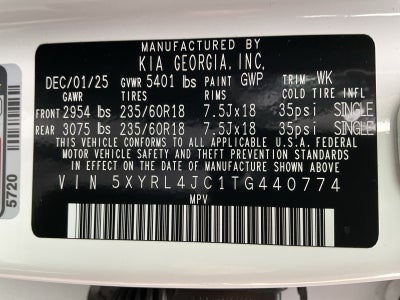 MANUFACTURED BY
KIA GEORGIA, INC.
DEC/01/25 GVWR 5401 lbs PAINT GWP TRIM WK
GAWR TIRES RIMS COLD TIRE INFL
FRONT 2954 lbs 235/60R18 7.5Jx18 35psi SINGLE
REAR 3075 lbs 235/60R18 7.5Jx18 35psi SINGLE
THIS VEHICLE CONFORMS TO ALL APPLICABLE U.S.A. FEDERAL
MOTOR VEHICLE SAFETY AND THEFT PREVENTION STANDARDS
IN EFFECT ON THE DATE OF MANUFACTURE SHOWN ABOVE
VIN 5XYRL4JC1TG440774
MPV
5720